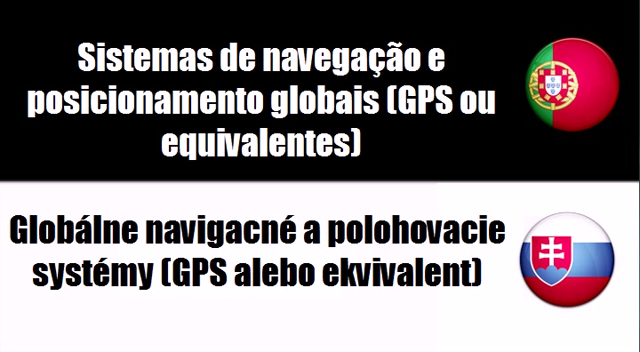 Sistemas de navegação e
posicionamento globais (GPS ou
equivalentes)
Globálne navigacné a polohovacie
systémy (GPS alebo ekvivalent)